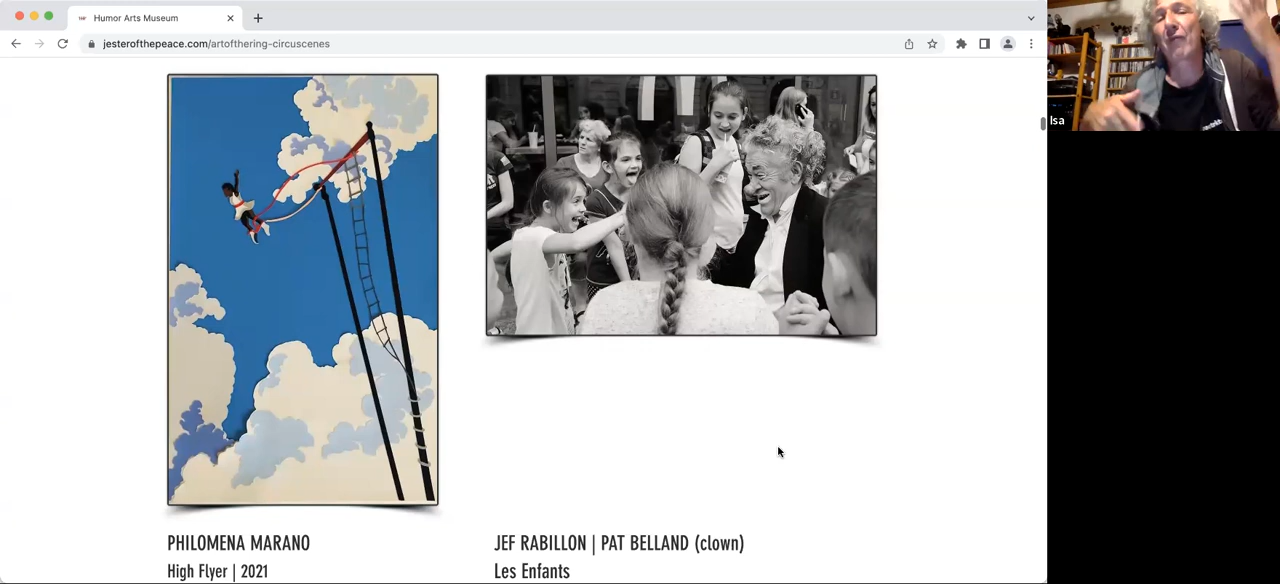 Humor Arts Museum
jesterofthepeace.com/artofthering-circuscenes
Isa
PHILOMENA MARANO
High Flyer | 2021
JEF RABILLON | PAT BELLAND (clown)
Les Enfants